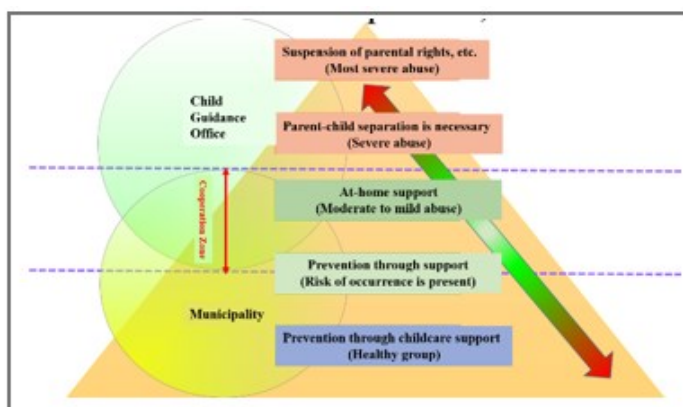 Suspension of parental rights, etc.
(Most severe abuse)
Child
Guidance
Office
Parent-child separation is necessary
(Severe abuse)
Cooperation Zone
At-home support
(Moderate to mild abuse)
Prevention through support
(Risk of occurrence is present)
Municipality
Prevention through childcare support
(Healthy group)